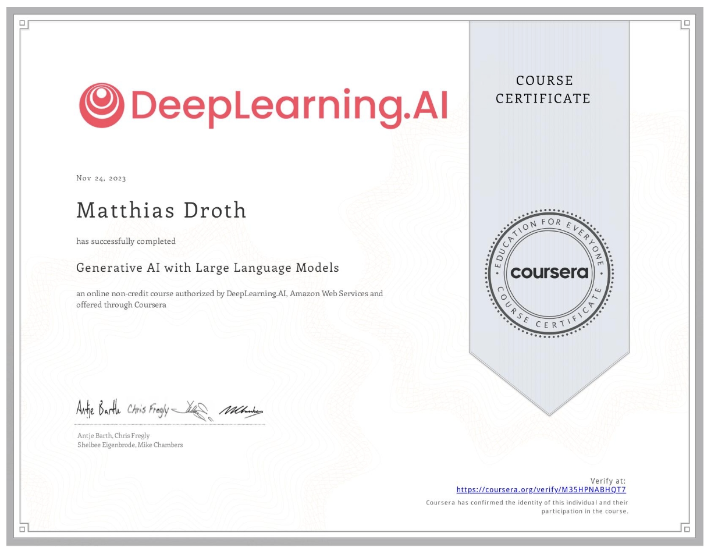 DeepLearning.AI
COURSE
CERTIFICATE
Nov 24, 2023
Matthias Droth
has successfully completed
Generative AI with Large Language Models
an online non-credit course authorized by DeepLearning.AI, Amazon Web Services and
offered through Coursera
EDUCATION FOR EVERYONE
coursera
COURSE CERTIFICATE
Antje Barth Chris Fregly
Antje Barth, Chris Fregly
Shelbee Eigenbrode, Mike Chambers
Verify at:
https://coursera.org/verify/M35HPNABHQT7
Coursera has confirmed the identity of this individual and their
participation in the course.